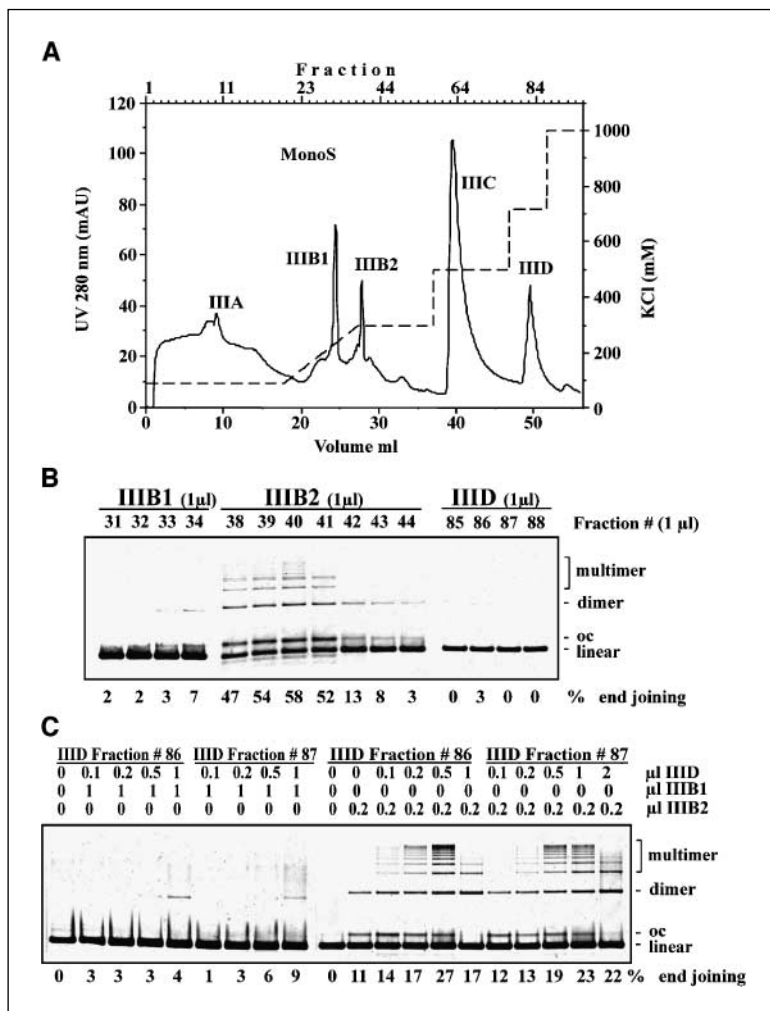 A
Fraction
1 11 23 44 64 84
120 100 80 60 40 20 0
UV 280 nm (mAU)
MonoS
IIIA
IIIB1
IIIB2
IIIC
IIID
1000 800 600 500 400 300 200 100 0
KCl (mM)
0 10 20 30 40 50
Volume ml
B
IIIB1 (1µl) IIIB2 (1µl) IIID (1µl)
31 32 33 34 38 39 40 41 42 43 44 85 86 87 88 Fraction # (1 µl)
multimer
- dimer
- oc
- linear
2 2 3 7 47 54 58 52 13 8 3 0 3 0 0 % end joining
C
IIID Fraction # 86 IIID Fraction # 87 IIID Fraction # 86 IIID Fraction # 87
0 0.1 0.2 0.5 1 0.1 0.2 0.5 1 0 0 0.1 0.2 0.5 1 0.1 0.2 0.5 1 2 µl IIID
0 1 1 1 1 1 1 1 1 0 0 0 0 0 0 0 0 0 0 0 µl IIIB1
0 0 0 0 0 0 0 0 0 0 0.2 0.2 0.2 0.2 0.2 0.2 0.2 0.2 0.2 0.2 µl IIIB2
multimer
- dimer
- oc
- linear
0 3 3 3 4 1 3 6 9 0 11 14 17 27 17 12 13 19 23 22 % end joining